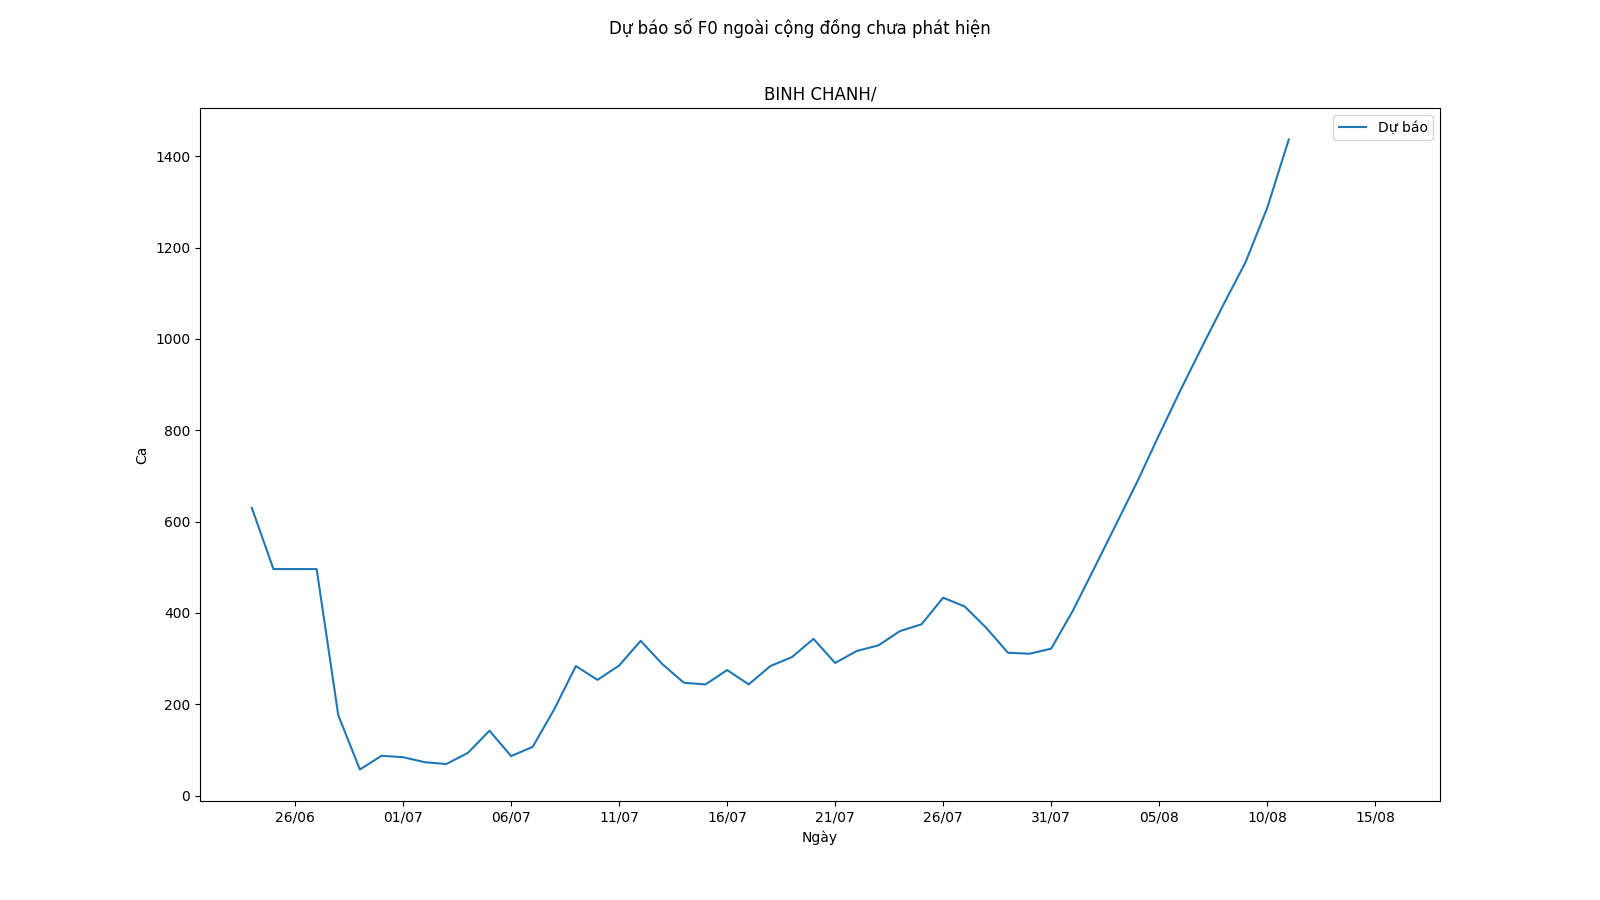 Dự báo số F0 ngoài cộng đồng chưa phát hiện
BINH CHANH/
Dự báo
1400
1200
1000
800
600
400
200
0
Ca
26/06 01/07 06/07 11/07 16/07 21/07 26/07 31/07 05/08 10/08 15/08
Ngày